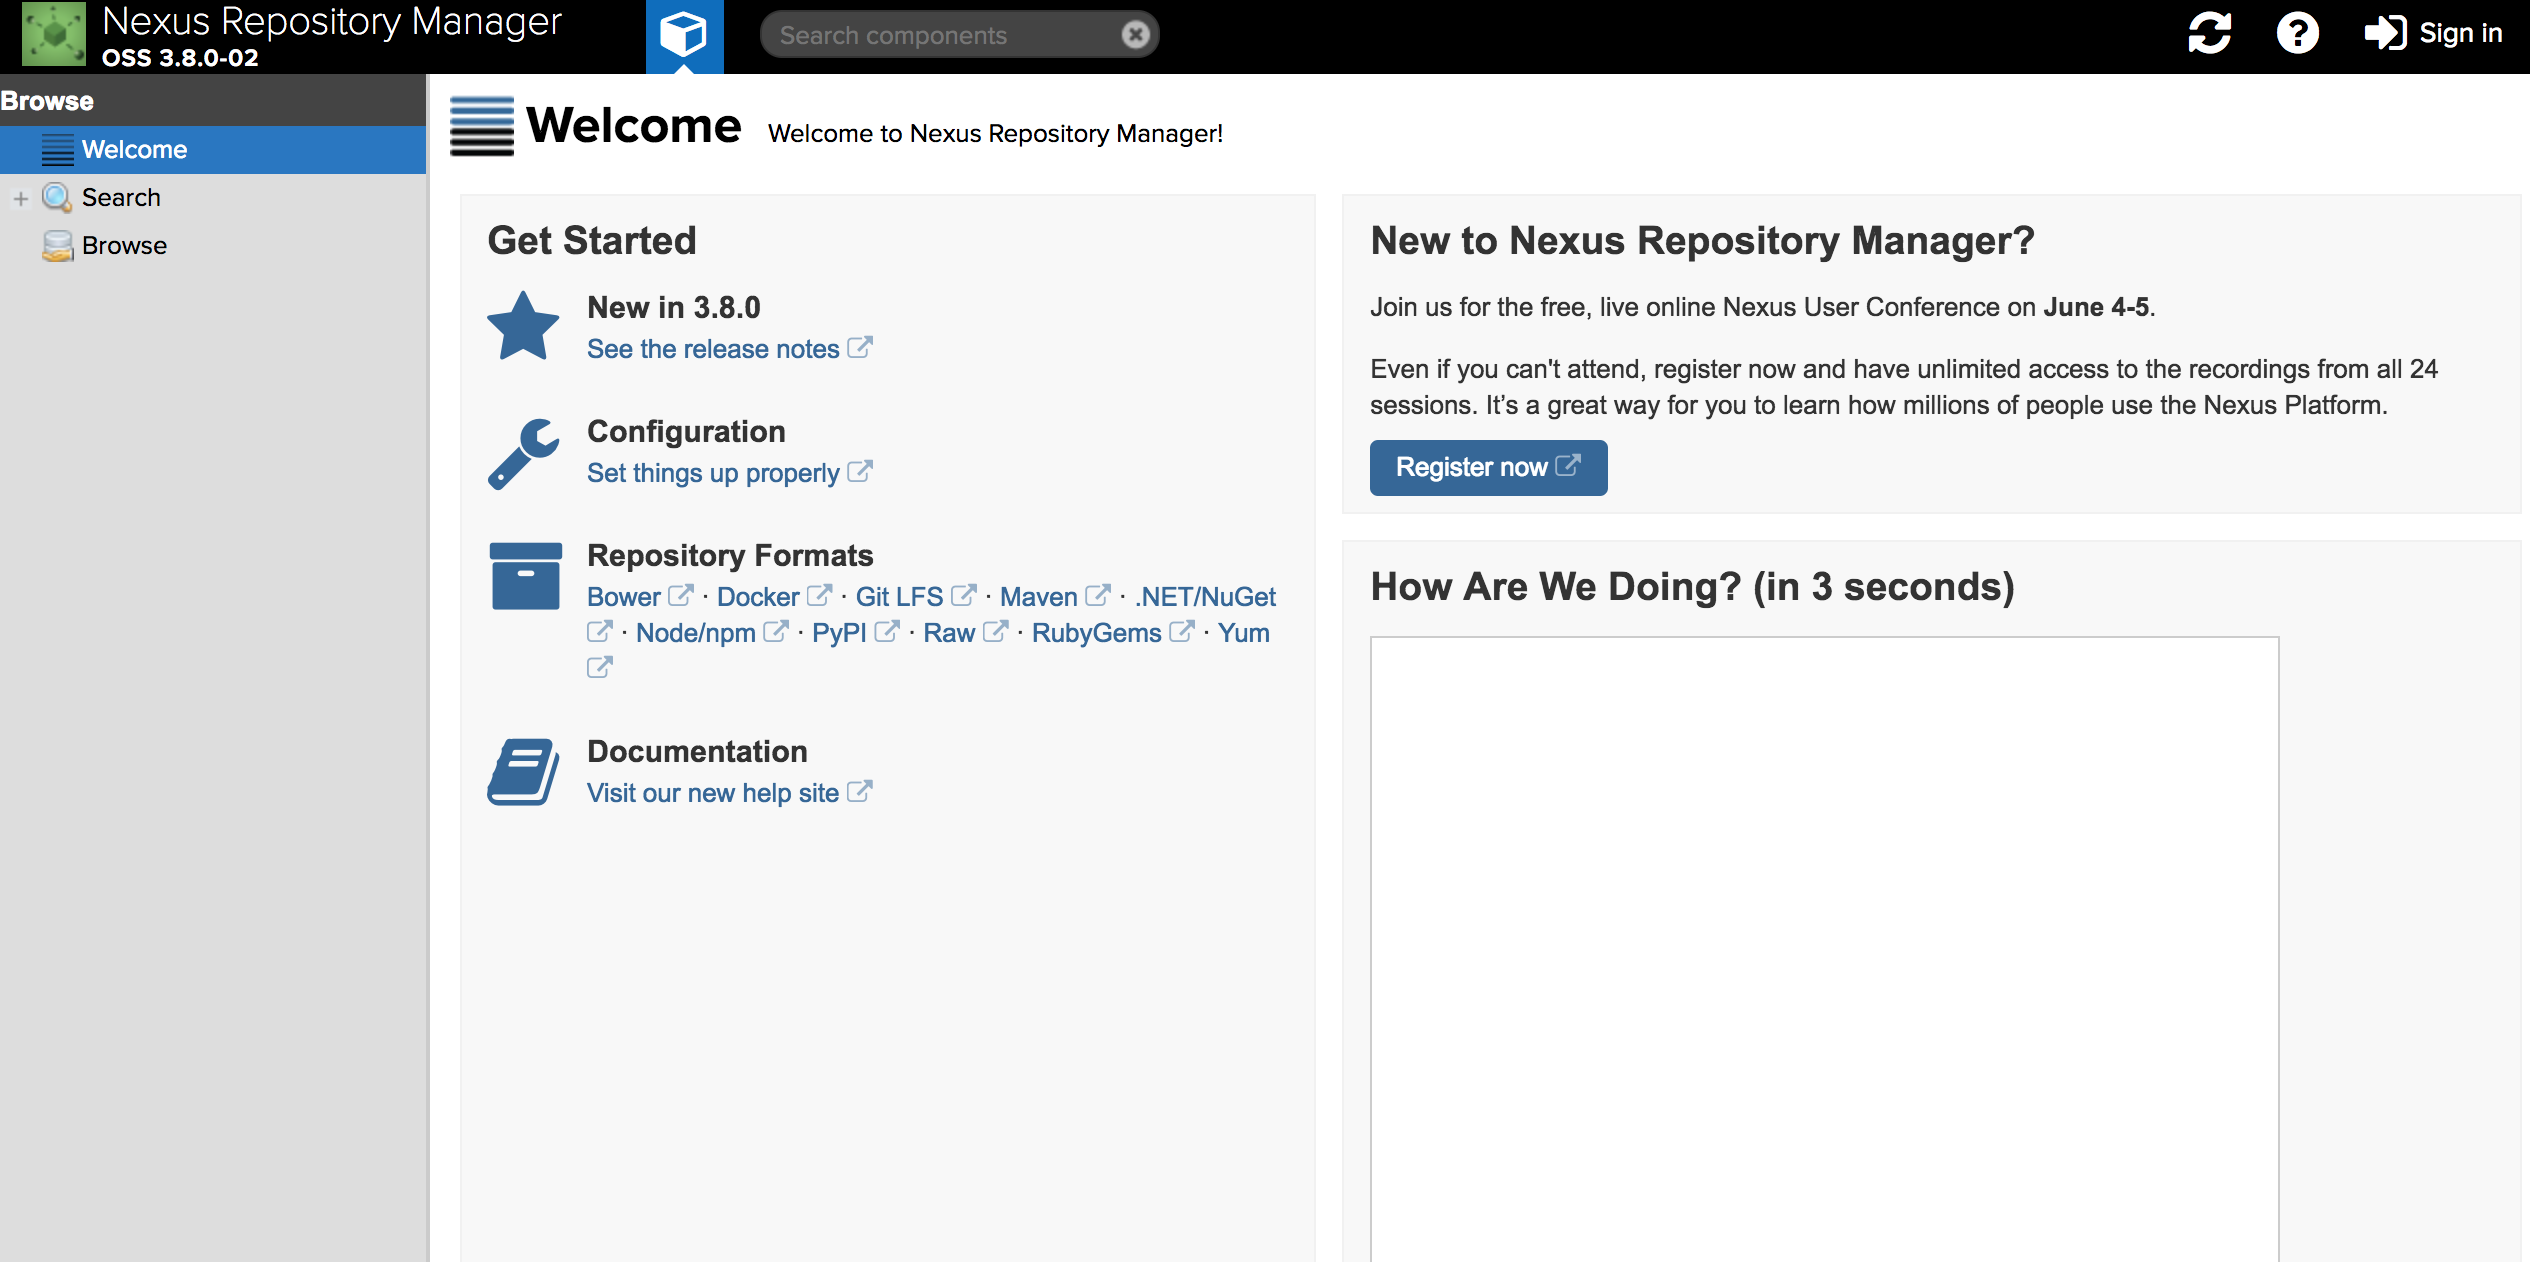 Nexus Repository Manager
OSS 3.8.0-02
Search components
Sign in
Browse
Welcome
Search
Browse
Welcome Welcome to Nexus Repository Manager!
Get Started
New in 3.8.0
See the release notes
Configuration
Set things up properly
Repository Formats
Bower · Docker · Git LFS · Maven · .NET/NuGet
· Node/npm · PyPI · Raw · RubyGems · Yum
Documentation
Visit our new help site
New to Nexus Repository Manager?
Join us for the free, live online Nexus User Conference on June 4-5.
Even if you can't attend, register now and have unlimited access to the recordings from all 24
sessions. It’s a great way for you to learn how millions of people use the Nexus Platform.
Register now
How Are We Doing? (in 3 seconds)